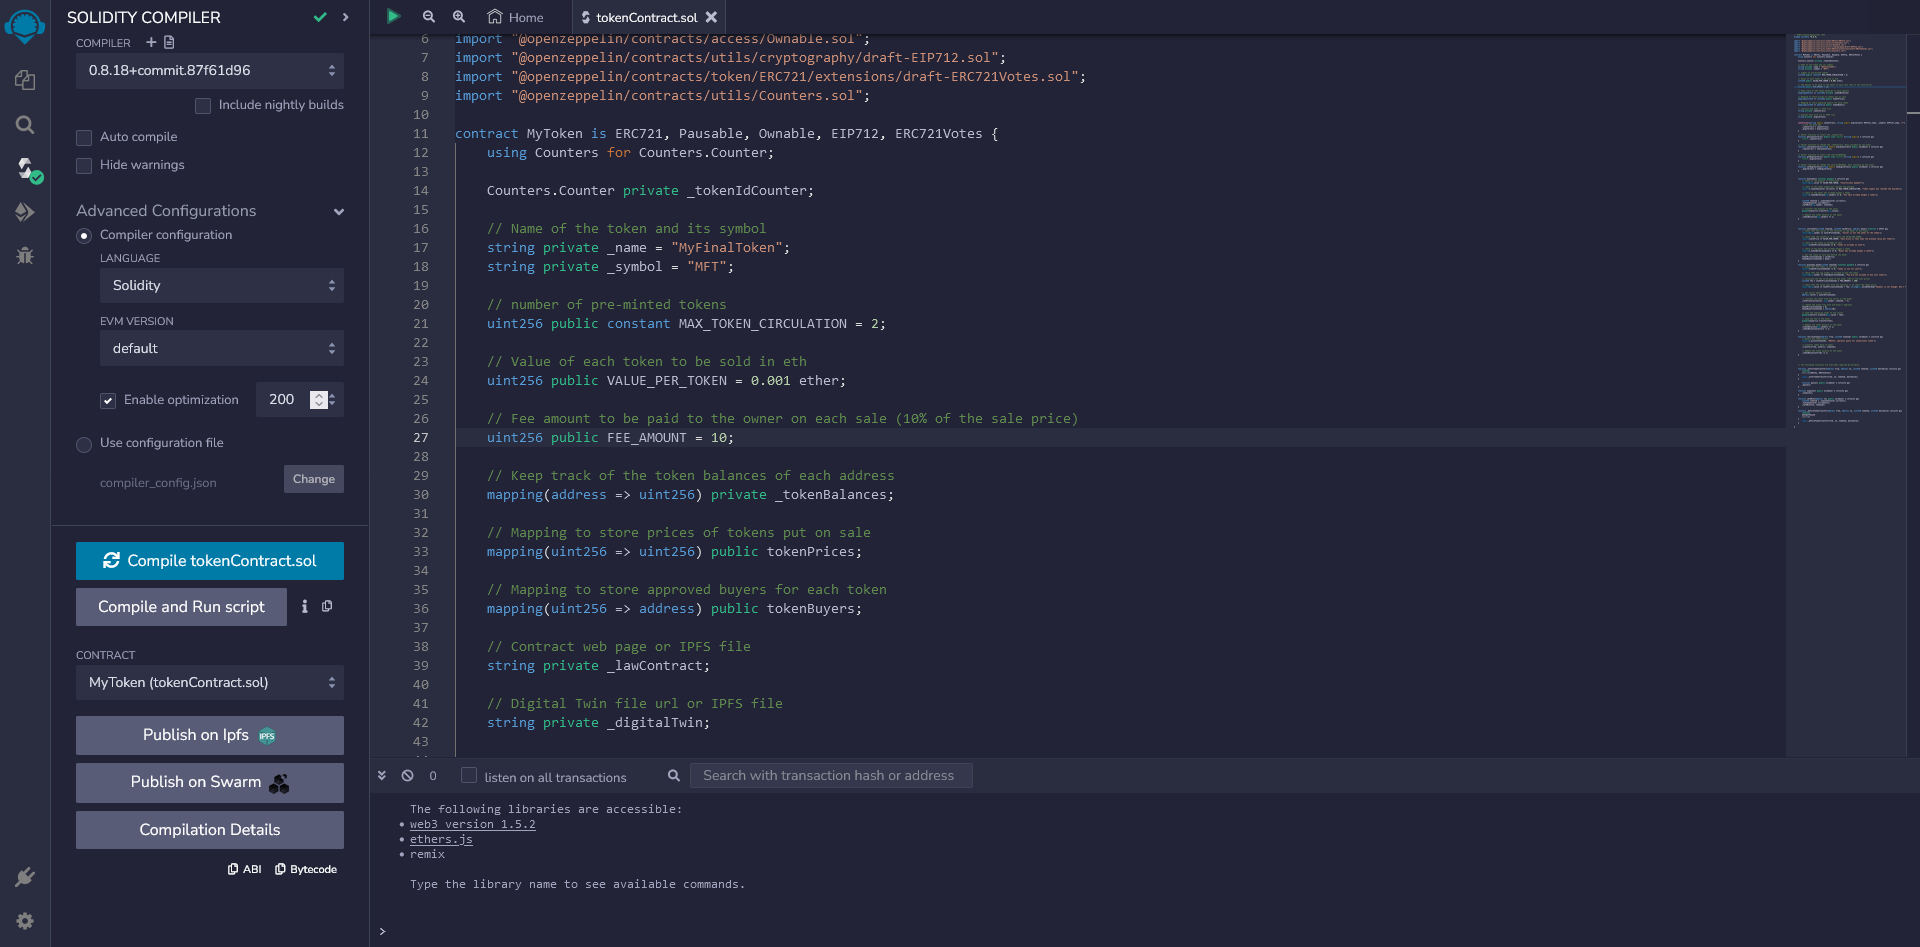 SOLIDITY COMPILER
COMPILER
0.8.18+commit.87f61d96
Include nightly builds
Auto compile
Hide warnings
Advanced Configurations
Compiler configuration
LANGUAGE
Solidity
EVM VERSION
default
Enable optimization
200
Use configuration file
compiler_config.json
Change
Compile tokenContract.sol
Compile and Run script
CONTRACT
MyToken (tokenContract.sol)
Publish on Ipfs
IPFS
Publish on Swarm
Compilation Details
ABI
Bytecode
Home
tokenContract.sol
6 import "@openzeppelin/contracts/access/Ownable.sol";
7 import "@openzeppelin/contracts/utils/cryptography/draft-EIP712.sol";
8 import "@openzeppelin/contracts/token/ERC721/extensions/draft-ERC721Votes.sol";
9 import "@openzeppelin/contracts/utils/Counters.sol";
10
11 contract MyToken is ERC721, Pausable, Ownable, EIP712, ERC721Votes {
12 using Counters for Counters.Counter;
13
14 Counters.Counter private _tokenIdCounter;
15
16 // Name of the token and its symbol
17 string private _name = "MyFinalToken";
18 string private _symbol = "MFT";
19
20 // number of pre-minted tokens
21 uint256 public constant MAX_TOKEN_CIRCULATION = 2;
22
23 // Value of each token to be sold in eth
24 uint256 public VALUE_PER_TOKEN = 0.001 ether;
25
26 // Fee amount to be paid to the owner on each sale (10% of the sale price)
27 uint256 public FEE_AMOUNT = 10;
28
29 // Keep track of the token balances of each address
30 mapping(address => uint256) private _tokenBalances;
31
32 // Mapping to store prices of tokens put on sale
33 mapping(uint256 => uint256) public tokenPrices;
34
35 // Mapping to store approved buyers for each token
36 mapping(uint256 => address) public tokenBuyers;
37
38 // Contract web page or IPFS file
39 string private _lawContract;
40
41 // Digital Twin file url or IPFS file
42 string private _digitalTwin;
43
0
listen on all transactions
Search with transaction hash or address
The following libraries are accessible:
• web3 version 1.5.2
• ethers.js
• remix
Type the library name to see available commands.
>